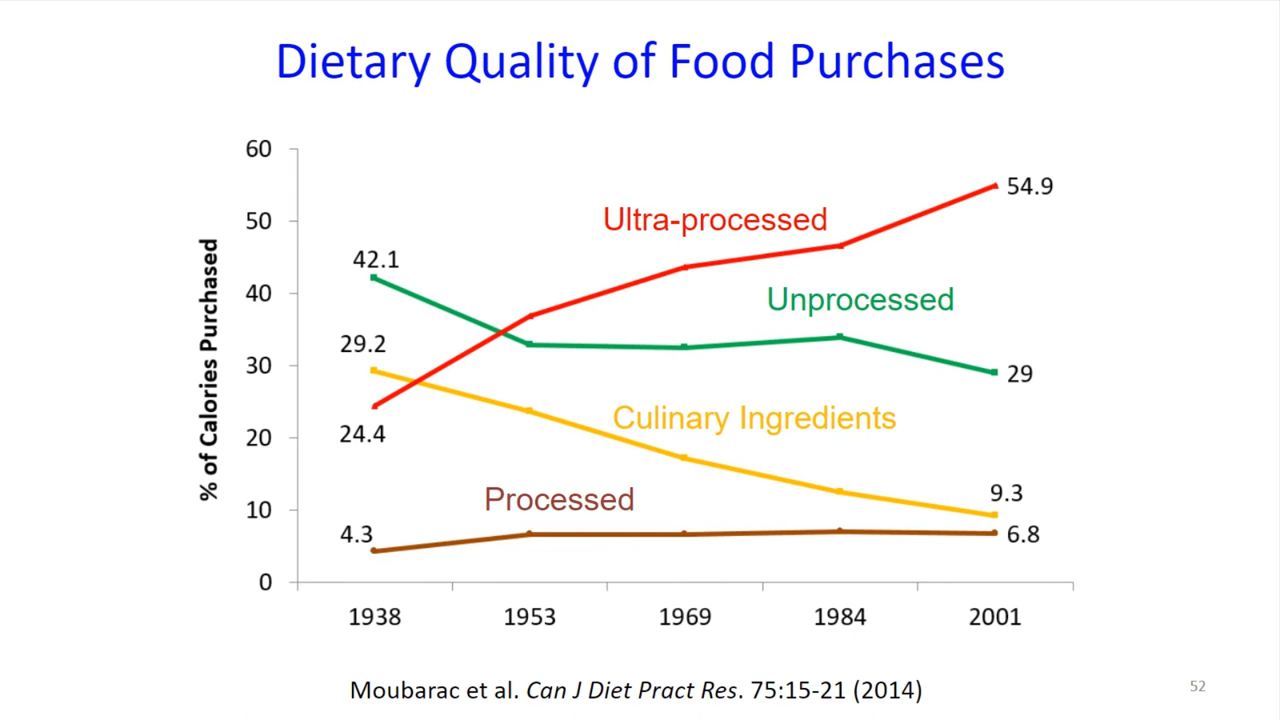 Dietary Quality of Food Purchases
60
50
40
30
20
10
0
% of Calories Purchased
54.9
Ultra-processed
42.1
Unprocessed
29.2
29
Culinary Ingredients
24.4
9.3
Processed
4.3
6.8
1938 1953 1969 1984 2001
Moubarac et al. Can J Diet Pract Res. 75:15-21 (2014)
52